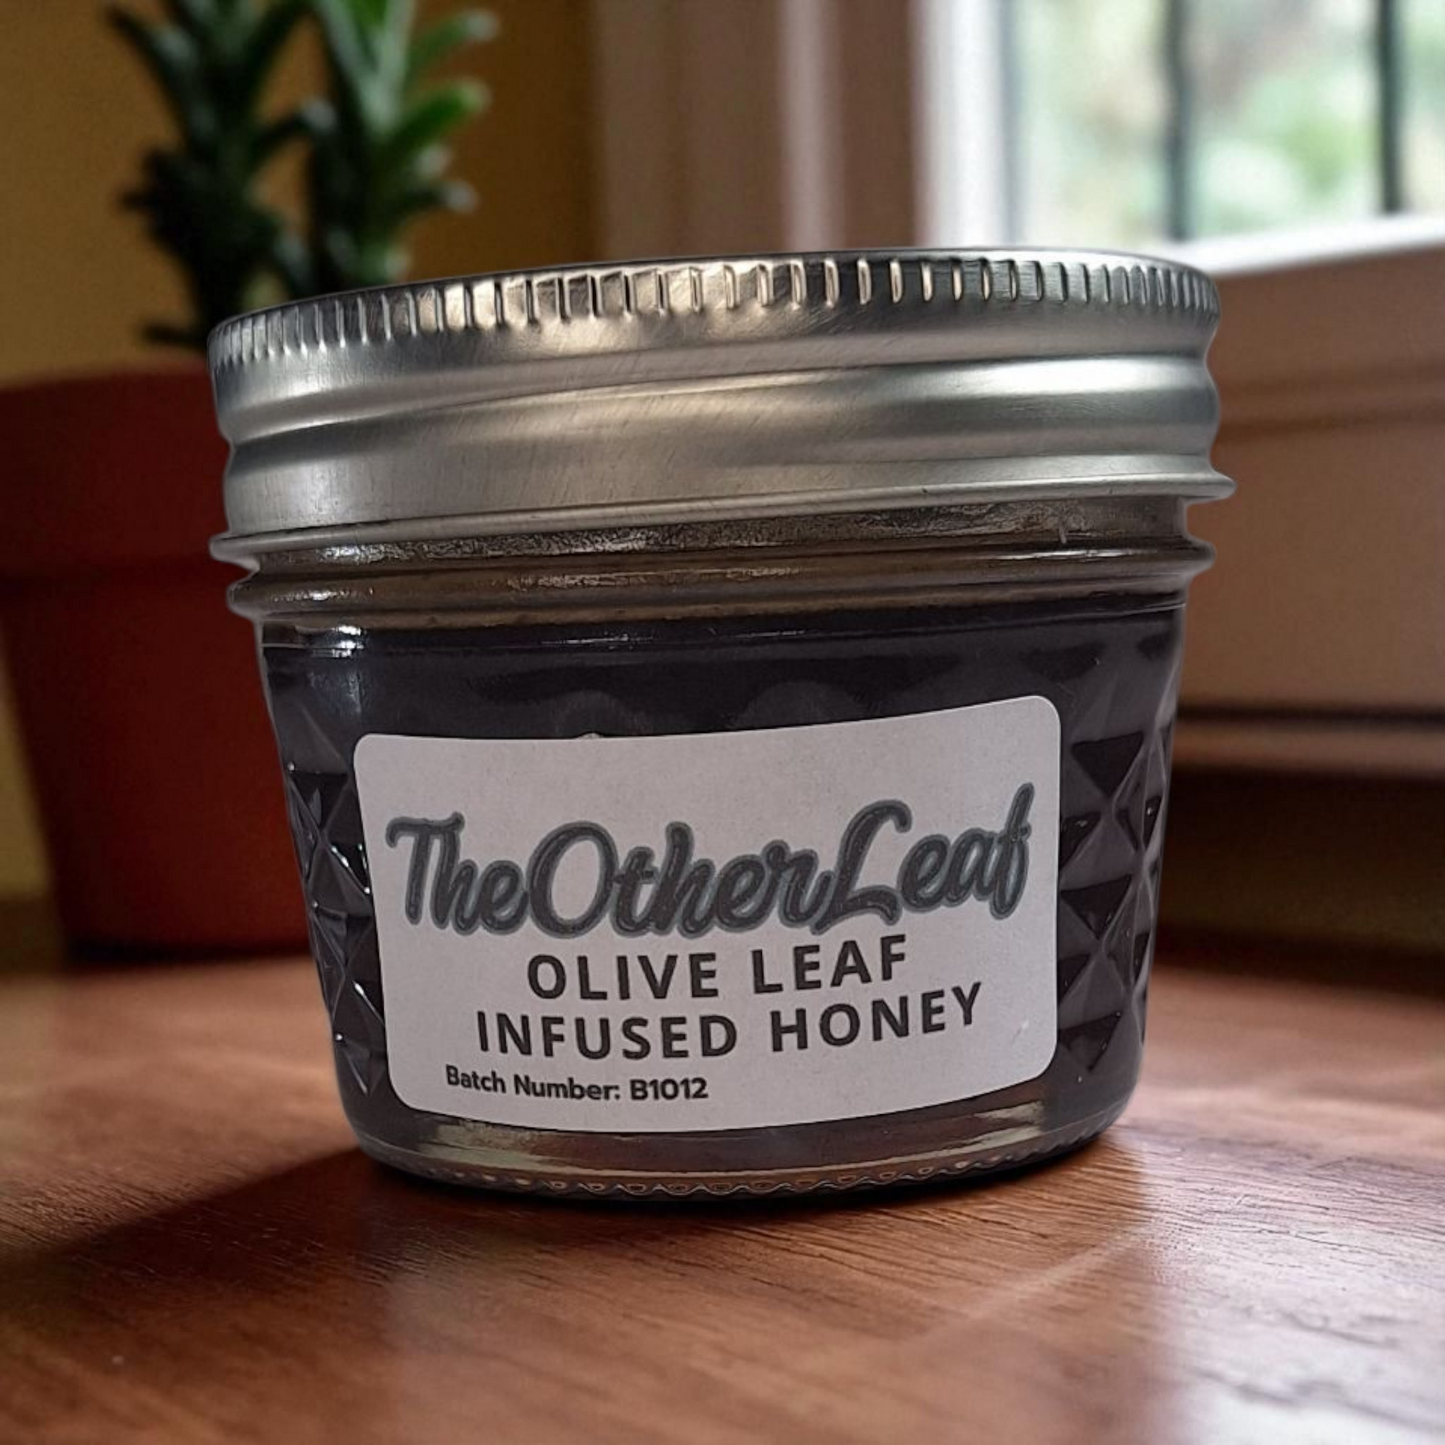 TheOtherLeaf
OLIVE LEAF
INFUSED HONEY
Batch Number: B1012